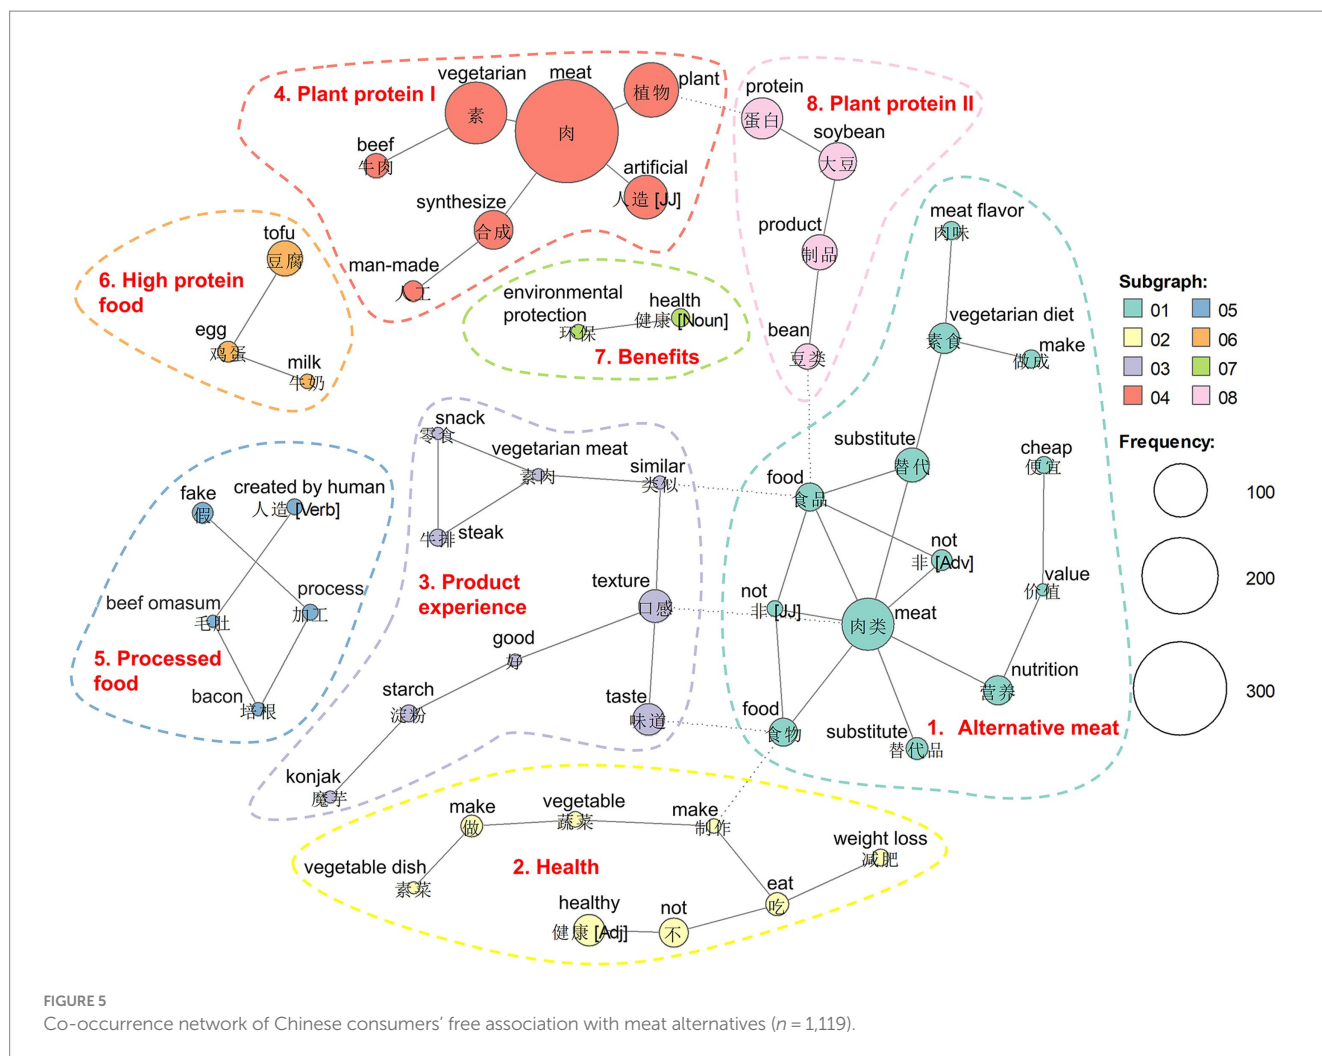 4. Plant protein I
vegetarian
素
meat
肉
plant
植物
beef
牛肉
artificial
人造 [JJ]
synthesize
合成
man-made
人工
8. Plant protein II
protein
蛋白
soybean
大豆
product
制品
bean
豆类
6. High protein
food
tofu
豆腐
egg
鸡蛋
milk
牛奶
environmental
protection
环保
health
健康 [Noun]
7. Benefits
meat flavor
肉味
vegetarian diet
素食
make
做成
substitute
替代
cheap
便宜
food
食品
not
非 [Adv]
not
非 [JJ]
meat
肉类
value
价值
nutrition
营养
food
食物
substitute
替代品
1. Alternative meat
snack
零食
vegetarian meat
素肉
similar
类似
steak
牛排
3. Product
experience
texture
口感
good
好
starch
淀粉
taste
味道
konjak
魔芋
fake
假
created by human
人造 [Verb]
beef omasum
毛肚
process
加工
5. Processed
food
bacon
培根
make
做
vegetable
蔬菜
make
制作
vegetable dish
素菜
2. Health
weight loss
减肥
eat
吃
healthy
健康 [Adj]
not
不
Subgraph:
01
05
02
06
03
07
04
08
Frequency:
100
200
300
FIGURE 5
Co-occurrence network of Chinese consumers’ free association with meat alternatives (n = 1,119).